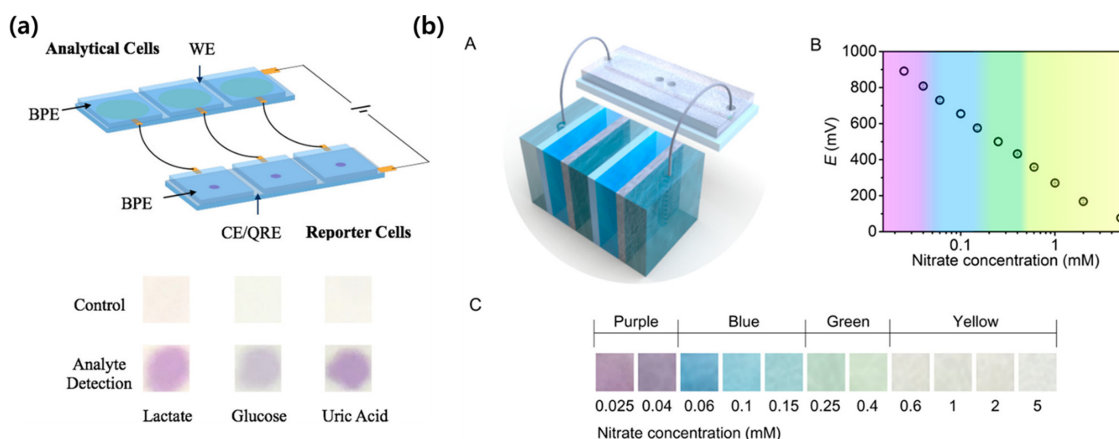 (a)
Analytical Cells
WE
BPE
BPE
CE/QRE
Reporter Cells
Control
Analyte
Detection
Lactate
Glucose
Uric Acid
(b)
A
B
1000
800
600
400
200
0
E (mV)
0.1
1
Nitrate concentration (mM)
C
Purple
Blue
Green
Yellow
0.025 0.04 0.06 0.1 0.15 0.25 0.4 0.6 1 2 5
Nitrate concentration (mM)